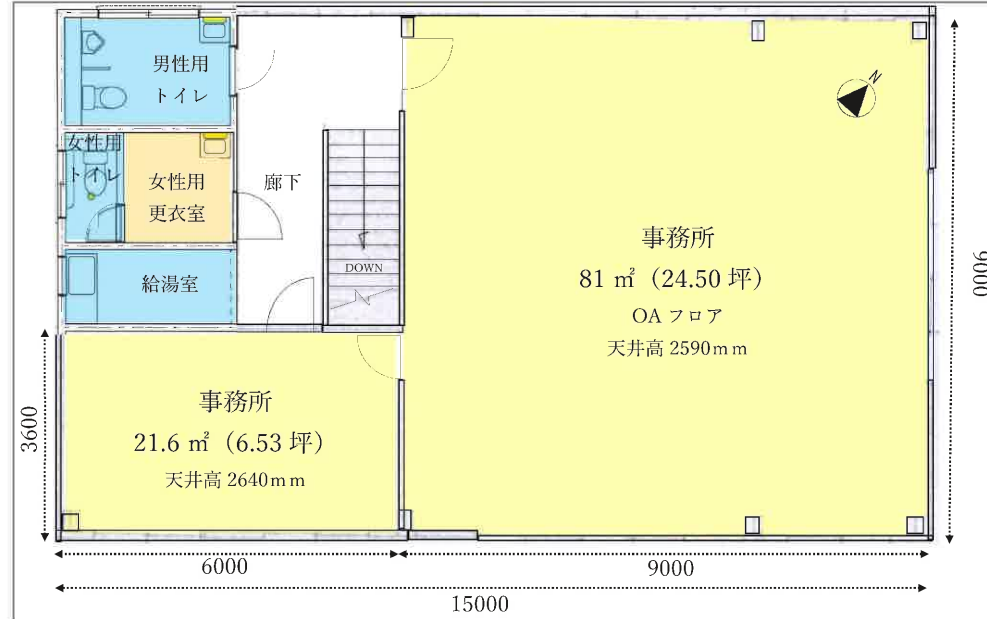 男性用
トイレ
女性用
トイレ
女性用
更衣室
廊下
給湯室
DOWN
N
事務所
81 ㎡（24.50 坪）
OA フロア
天井高 2590mm
9000
事務所
21.6 ㎡（6.53 坪）
天井高 2640mm
3600
6000
9000
15000